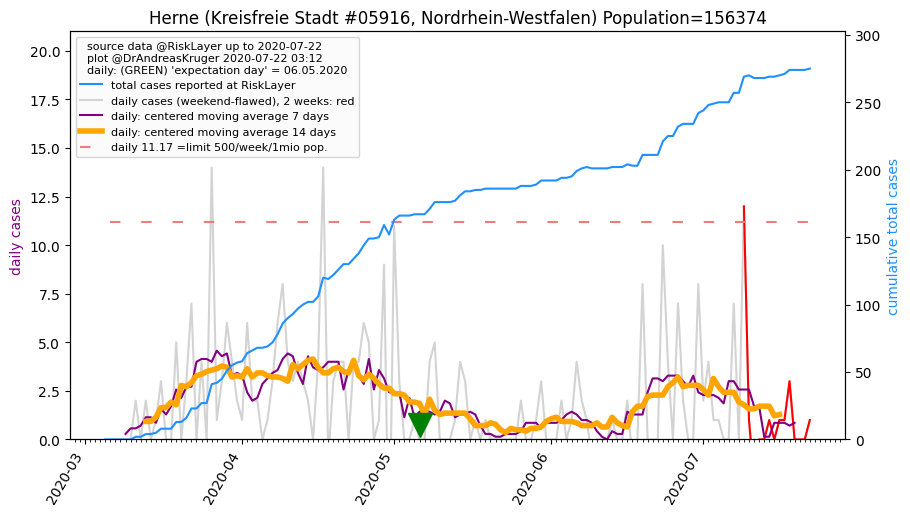 Herne (Kreisfreie Stadt #05916, Nordrhein-Westfalen) Population=156374
source data @RiskLayer up to 2020-07-22
plot @DrAndreasKruger 2020-07-22 03:12
daily: (GREEN) 'expectation day' = 06.05.2020
total cases reported at RiskLayer
daily cases (weekend-flawed), 2 weeks: red
daily: centered moving average 7 days
daily: centered moving average 14 days
daily 11.17 =limit 500/week/1mio pop.
daily cases
20.0
17.5
15.0
12.5
10.0
7.5
5.0
2.5
0.0
cumulative total cases
300
250
200
150
100
50
0
2020-03
2020-04
2020-05
2020-06
2020-07